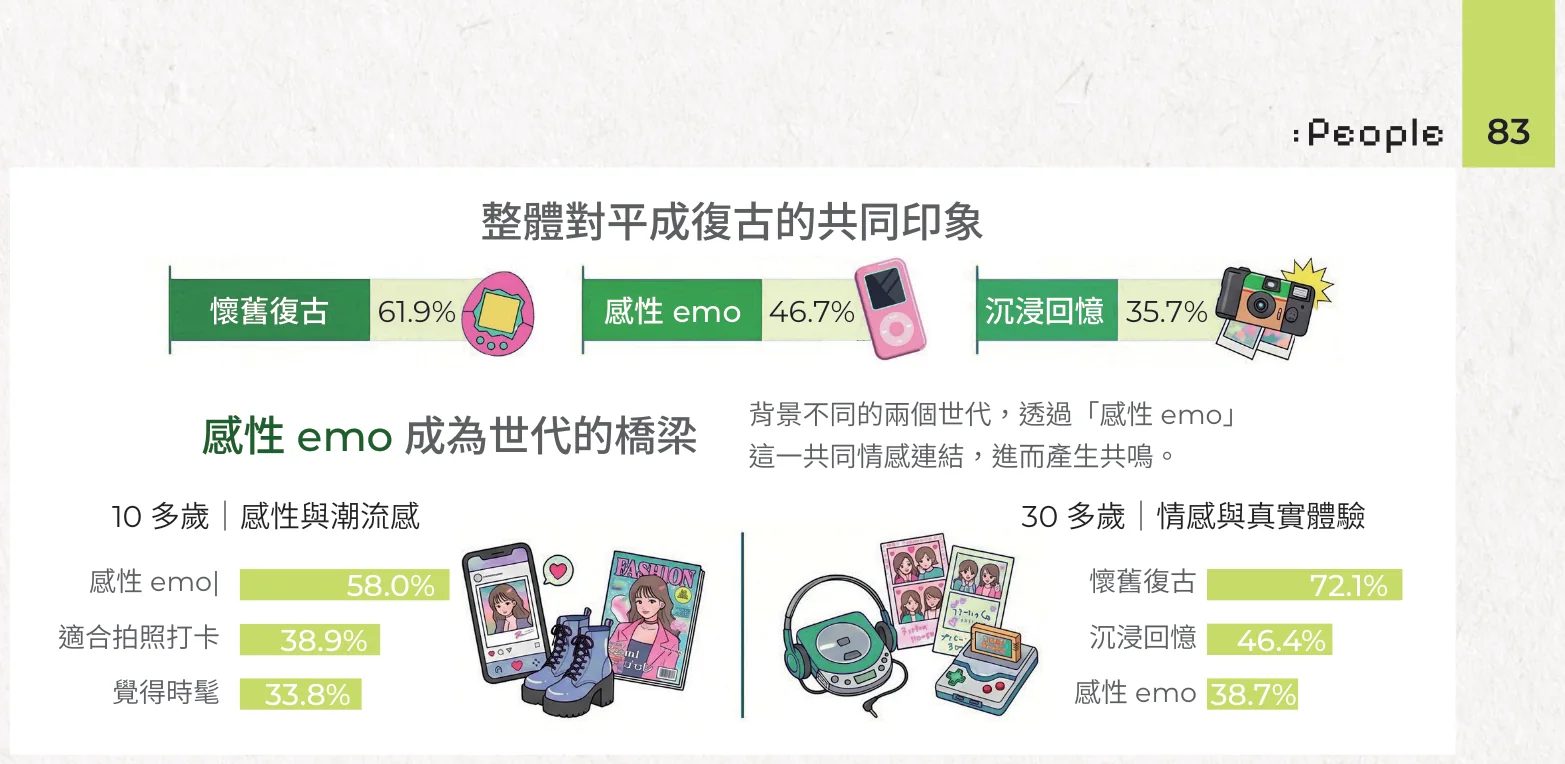 :People 83
整體對平成復古的共同印象
懷舊復古 61.9%
感性 emo 46.7%
沉浸回憶 35.7%
感性 emo 成為世代的橋梁
背景不同的兩個世代，透過「感性 emo」
這一共同情感連結，進而產生共鳴。
10 多歲｜感性與潮流感
感性 emo| 58.0%
適合拍照打卡 38.9%
覺得時髦 33.8%
FASHION
30 多歲｜情感與真實體驗
懷舊復古 72.1%
沉浸回憶 46.4%
感性 emo 38.7%